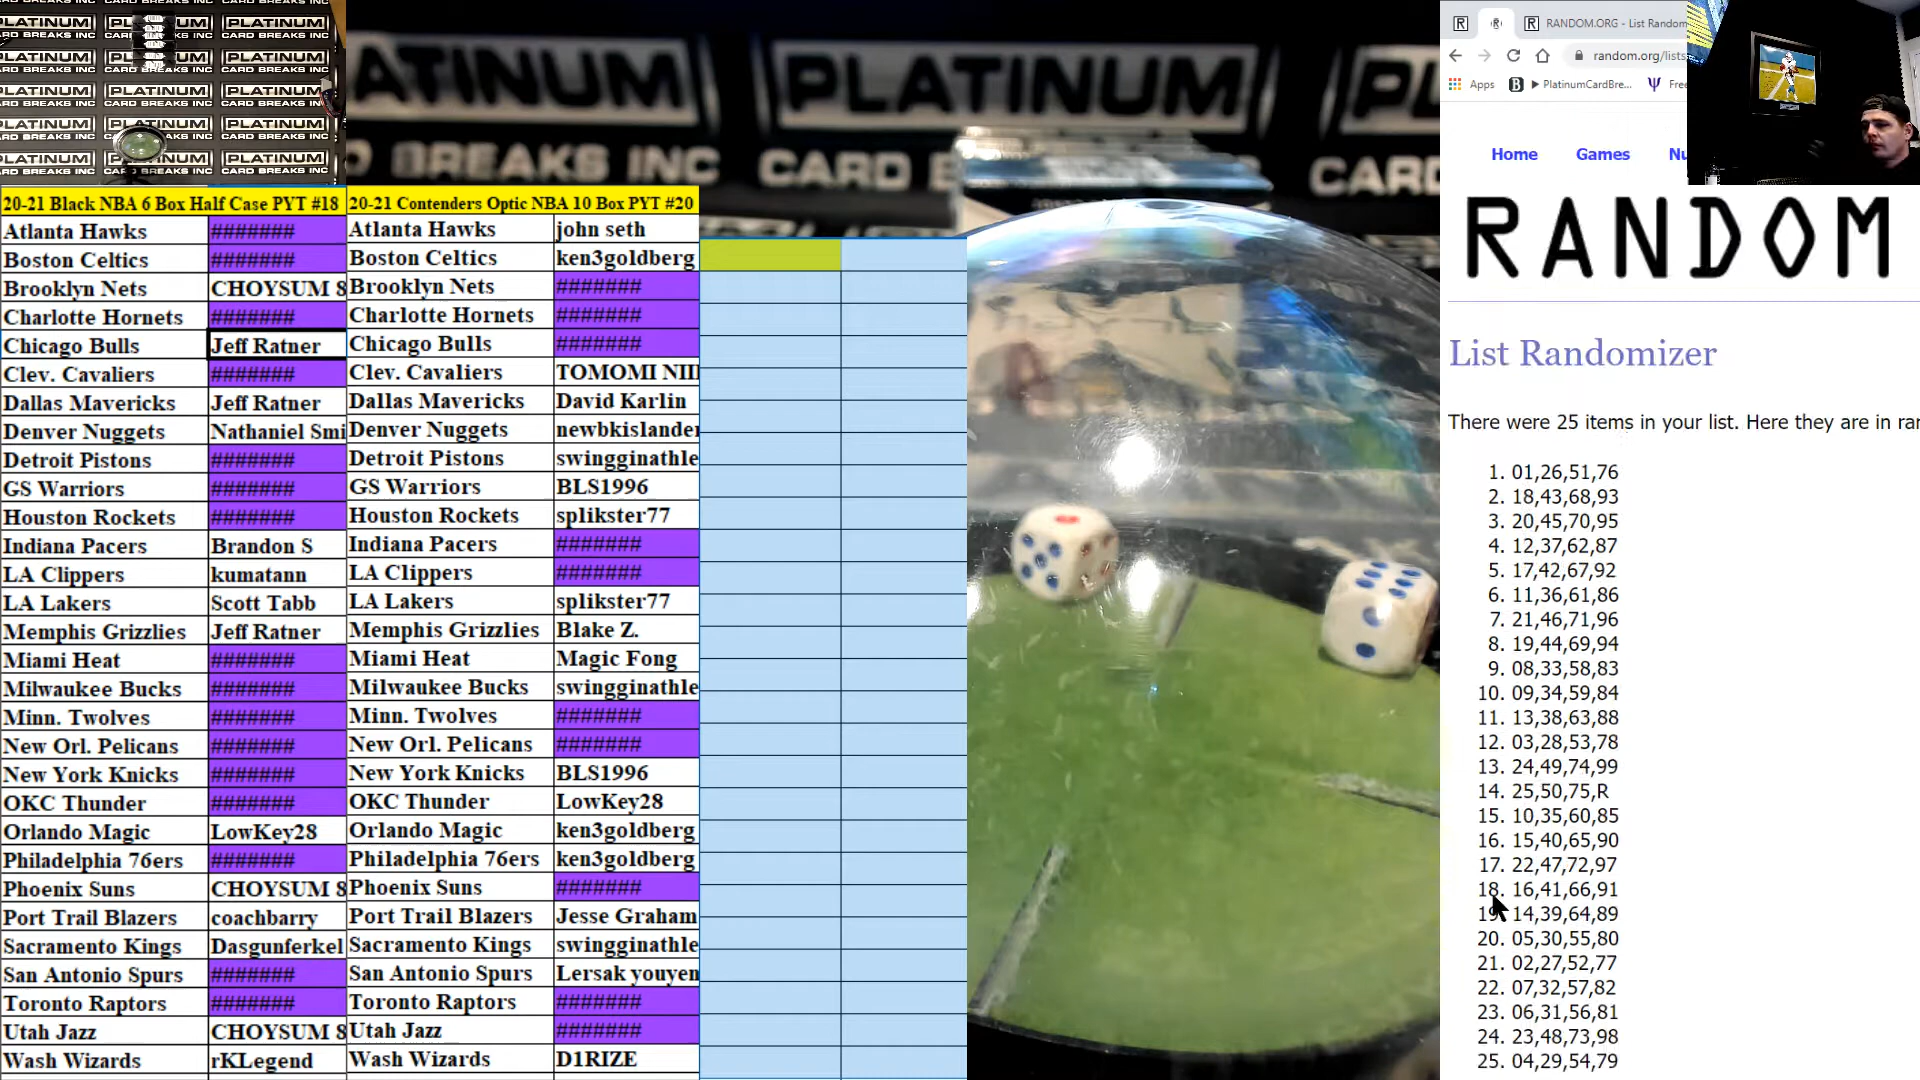 PLATINUM
CARD BREAKS INC
ATINUM PLATINUM P
BREAKS INC CARD B CARD
20-21 Black NBA 6 Box Half Case PYT #18
Atlanta Hawks #######
Boston Celtics #######
Brooklyn Nets CHOYSUM 8
Charlotte Hornets #######
Chicago Bulls Jeff Ratner
Clev. Cavaliers #######
Dallas Mavericks Jeff Ratner
Denver Nuggets Nathaniel Smi
Detroit Pistons #######
GS Warriors #######
Houston Rockets #######
Indiana Pacers Brandon S
LA Clippers kumatann
LA Lakers Scott Tabb
Memphis Grizzlies Jeff Ratner
Miami Heat #######
Milwaukee Bucks #######
Minn. Twolves #######
New Orl. Pelicans #######
New York Knicks #######
OKC Thunder #######
Orlando Magic LowKey28
Philadelphia 76ers #######
Phoenix Suns CHOYSUM 8
Port Trail Blazers coachbarry
Sacramento Kings Dasgunferkel
San Antonio Spurs #######
Toronto Raptors #######
Utah Jazz CHOYSUM 8
Wash Wizards rKLegend
20-21 Contenders Optic NBA 10 Box PYT #20
Atlanta Hawks john seth
Boston Celtics ken3goldberg
Brooklyn Nets #######
Charlotte Hornets #######
Chicago Bulls #######
Clev. Cavaliers TOMOMI NII
Dallas Mavericks David Karlin
Denver Nuggets newbkislander
Detroit Pistons swingginathle
GS Warriors BLS1996
Houston Rockets splikster77
Indiana Pacers #######
LA Clippers #######
LA Lakers splikster77
Memphis Grizzlies Blake Z.
Miami Heat Magic Fong
Milwaukee Bucks swingginathle
Minn. Twolves #######
New Orl. Pelicans #######
New York Knicks BLS1996
OKC Thunder LowKey28
Orlando Magic ken3goldberg
Philadelphia 76ers ken3goldberg
Phoenix Suns #######
Port Trail Blazers Jesse Graham
Sacramento Kings swingginathle
San Antonio Spurs Lersak youyen
Toronto Raptors #######
Utah Jazz #######
Wash Wizards D1RIZE
RANDOM.ORG - List Random
random.org/lists
Apps PlatinumCardBre... Free
Home Games Nu
RANDOM
List Randomizer
There were 25 items in your list. Here they are in ran
1. 01,26,51,76
2. 18,43,68,93
3. 20,45,70,95
4. 12,37,62,87
5. 17,42,67,92
6. 11,36,61,86
7. 21,46,71,96
8. 19,44,69,94
9. 08,33,58,83
10. 09,34,59,84
11. 13,38,63,88
12. 03,28,53,78
13. 24,49,74,99
14. 25,50,75,R
15. 10,35,60,85
16. 15,40,65,90
17. 22,47,72,97
18. 16,41,66,91
19. 14,39,64,89
20. 05,30,55,80
21. 02,27,52,77
22. 07,32,57,82
23. 06,31,56,81
24. 23,48,73,98
25. 04,29,54,79